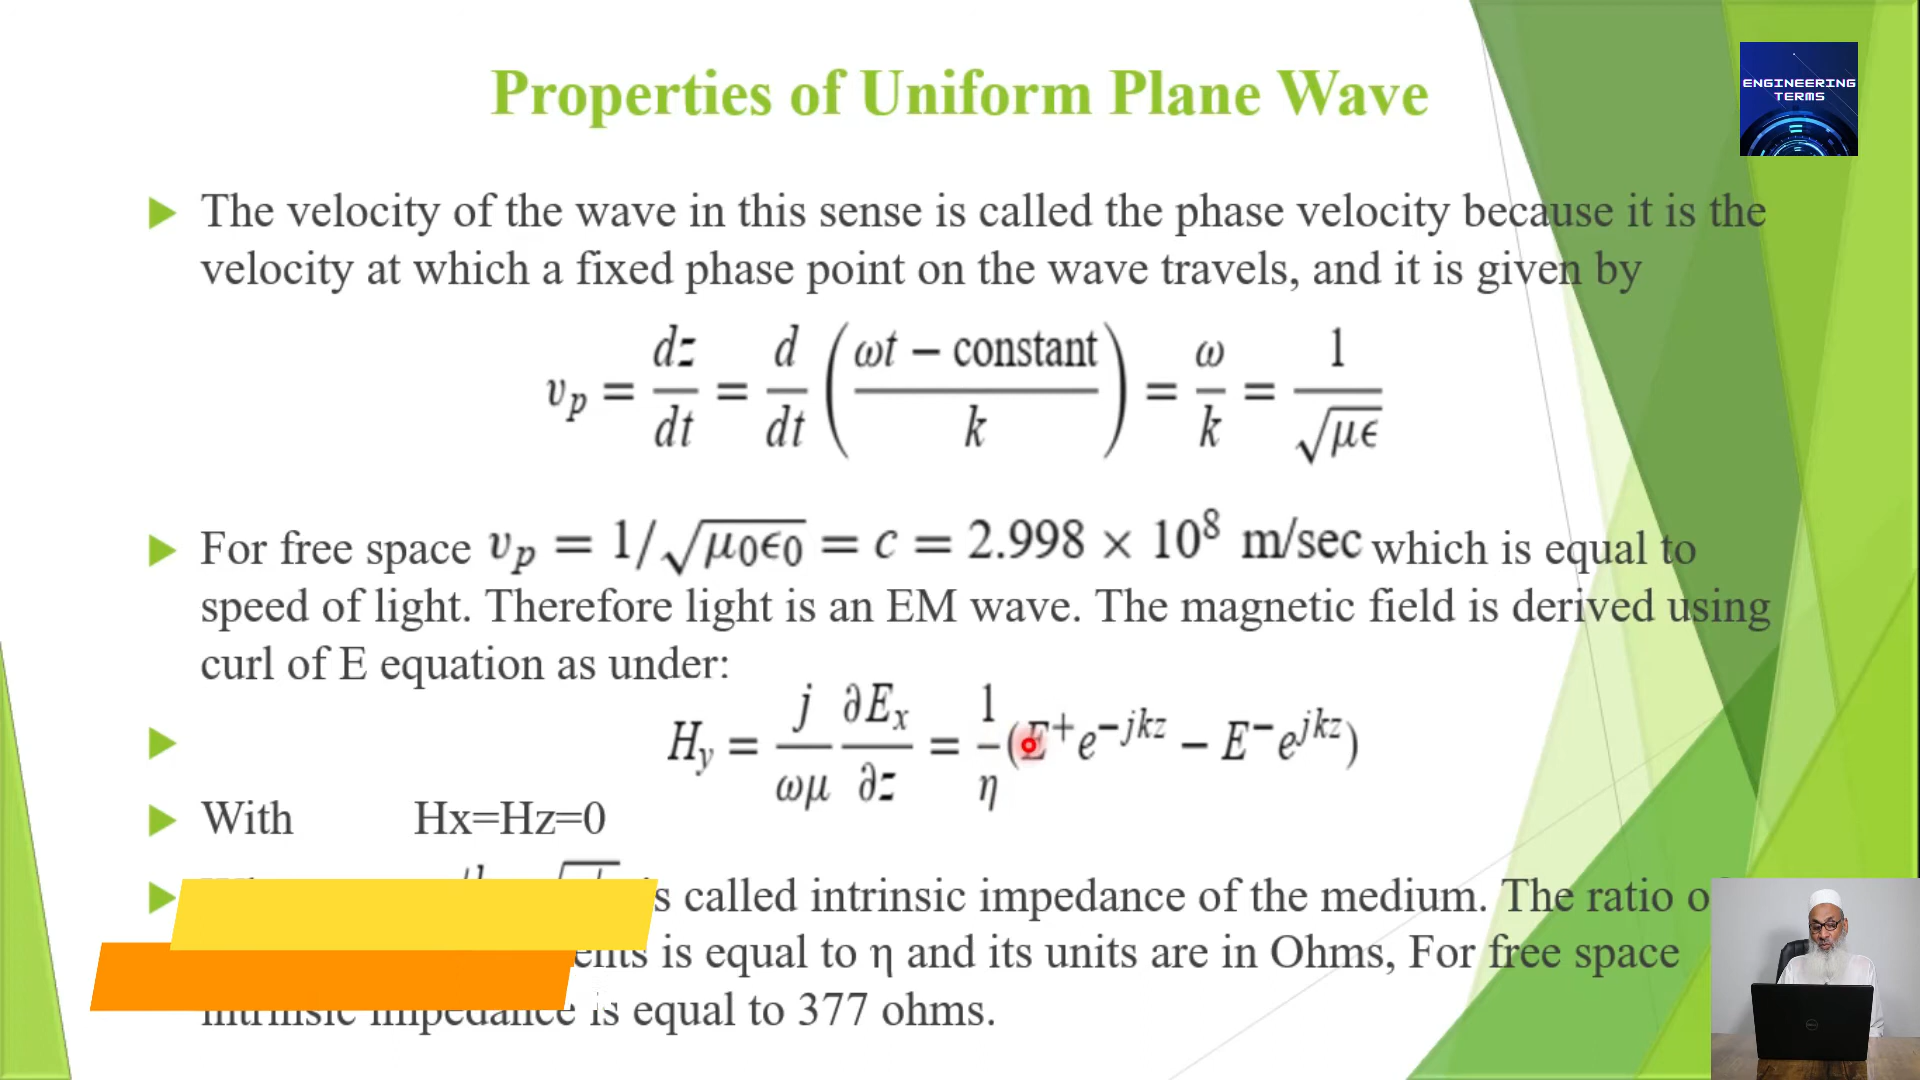 Properties of Uniform Plane Wave
ENGINEERING
TERMS
The velocity of the wave in this sense is called the phase velocity because it is the
velocity at which a fixed phase point on the wave travels, and it is given by
v_p = dz/dt = d/dt ((ωt − constant)/k) = ω/k = 1/√(μϵ)
For free space v_p = 1/√(μ₀ϵ₀) = c = 2.998 × 10⁸ m/sec which is equal to
speed of light. Therefore light is an EM wave. The magnetic field is derived using
curl of E equation as under:
H_y = j/(ωμ) ∂E_x/∂z = 1/η (E⁺e^(−jkz) − E⁻e^(jkz))
With Hx=Hz=0
called intrinsic impedance of the medium. The ratio
is equal to η and its units are in Ohms, For free space
intrinsic impedance is equal to 377 ohms.